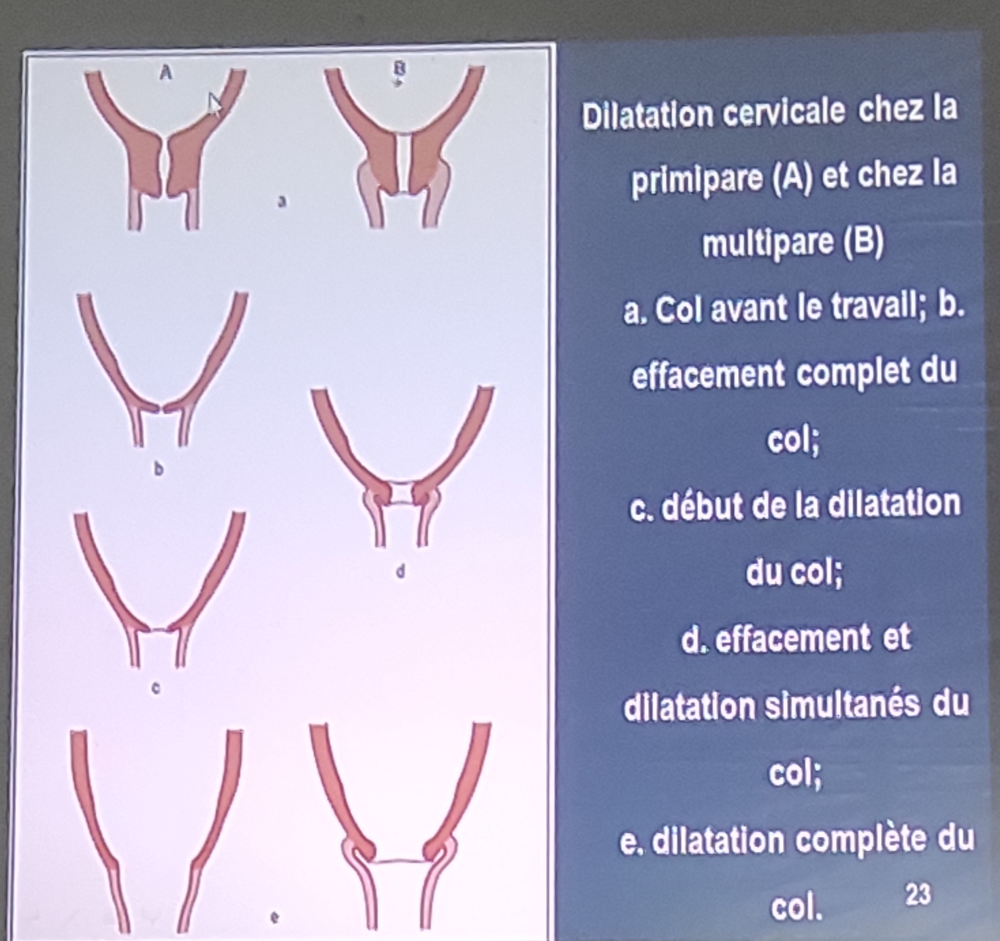 A
B
a
b
d
c
e
Dilatation cervicale chez la
primipare (A) et chez la
multipare (B)
a. Col avant le travail; b.
effacement complet du
col;
c. début de la dilatation
du col;
d. effacement et
dilatation simultanés du
col;
e. dilatation complète du
col.
23